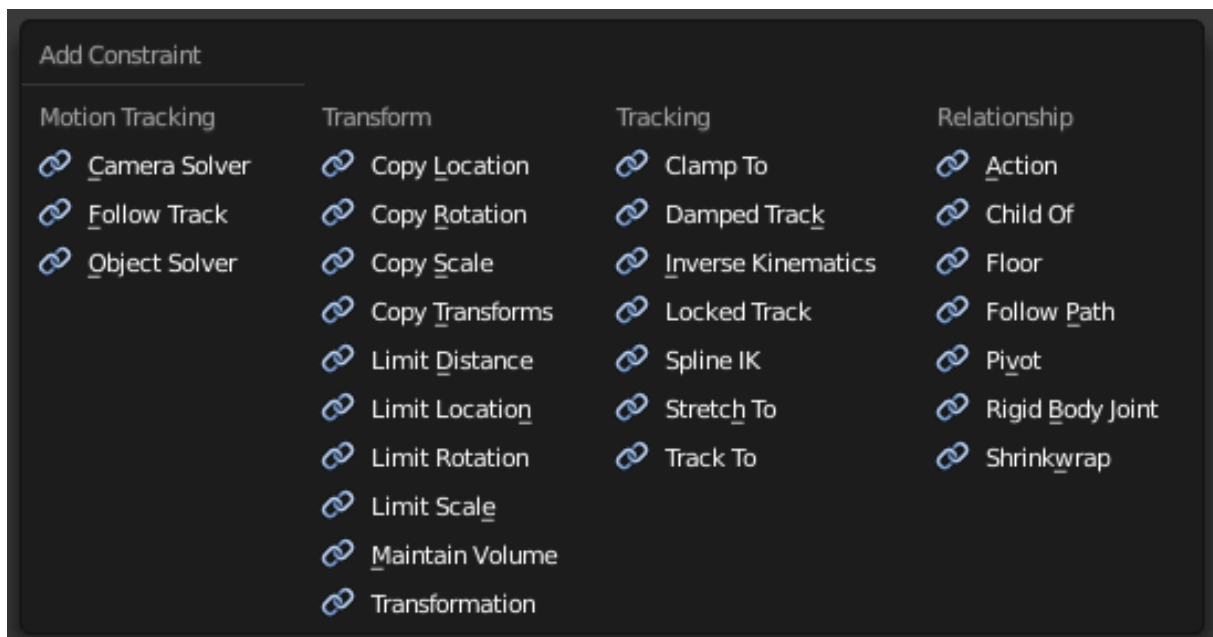 Add Constraint
Motion Tracking
Camera Solver
Follow Track
Object Solver
Transform
Copy Location
Copy Rotation
Copy Scale
Copy Transforms
Limit Distance
Limit Location
Limit Rotation
Limit Scale
Maintain Volume
Transformation
Tracking
Clamp To
Damped Track
Inverse Kinematics
Locked Track
Spline IK
Stretch To
Track To
Relationship
Action
Child Of
Floor
Follow Path
Pivot
Rigid Body Joint
Shrinkwrap